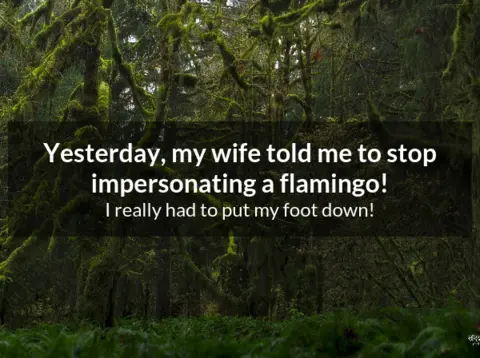 Yesterday, my wife told me to stop
impersonating a flamingo!
I really had to put my foot down!